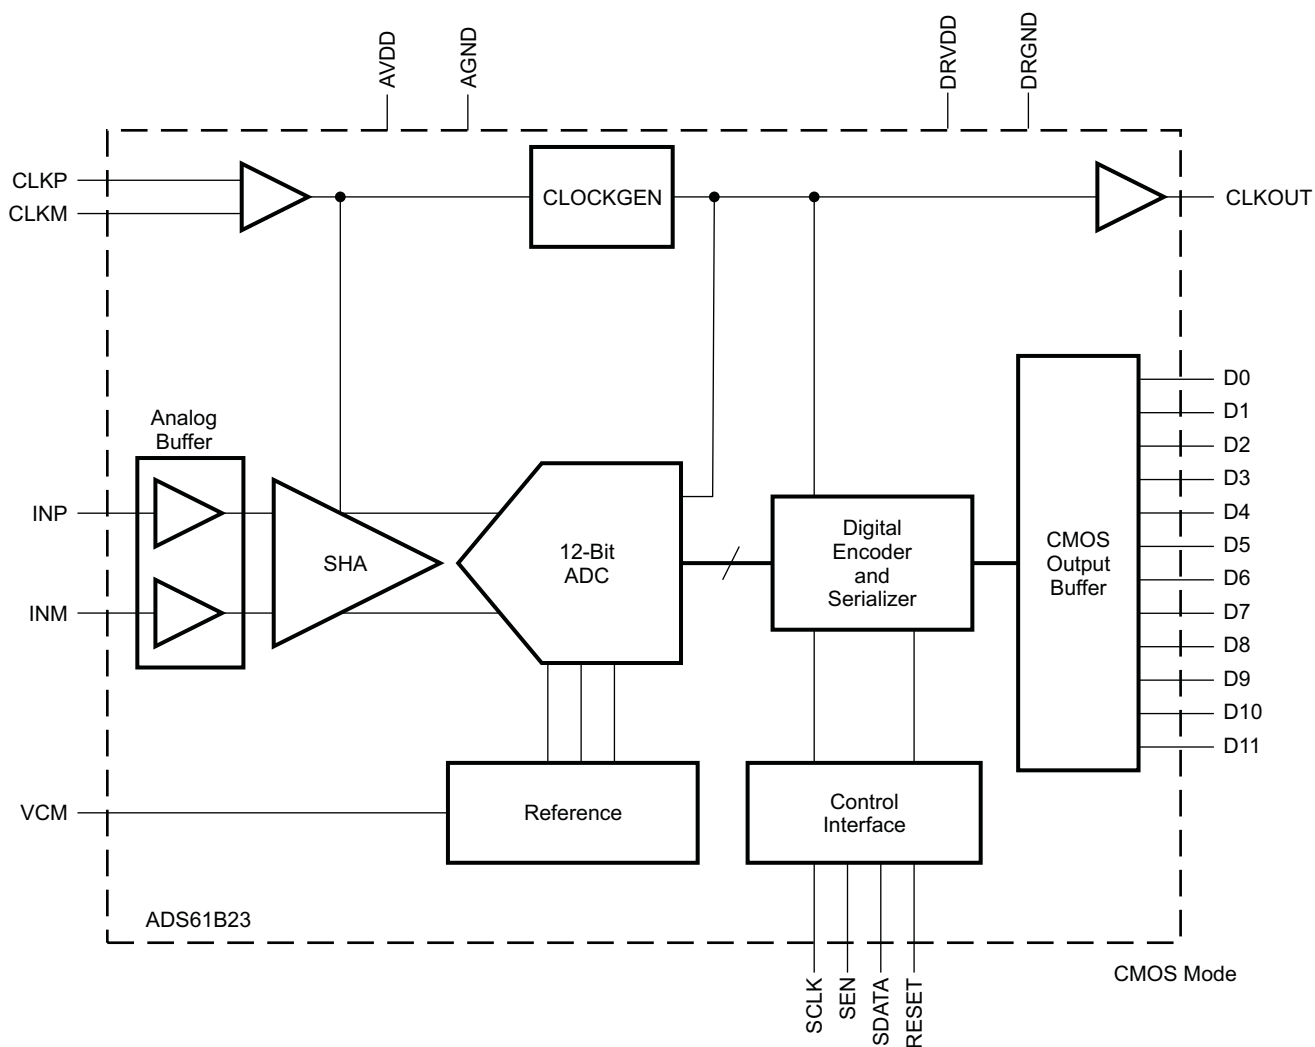 AVDD
AGND
DRVDD
DRGND
CLKP
CLKM
CLOCKGEN
CLKOUT
Analog
Buffer
INP
INM
SHA
12-Bit
ADC
Digital
Encoder
and
Serializer
CMOS
Output
Buffer
D0
D1
D2
D3
D4
D5
D6
D7
D8
D9
D10
D11
VCM
Reference
Control
Interface
ADS61B23
CMOS Mode
SCLK
SEN
SDATA
RESET